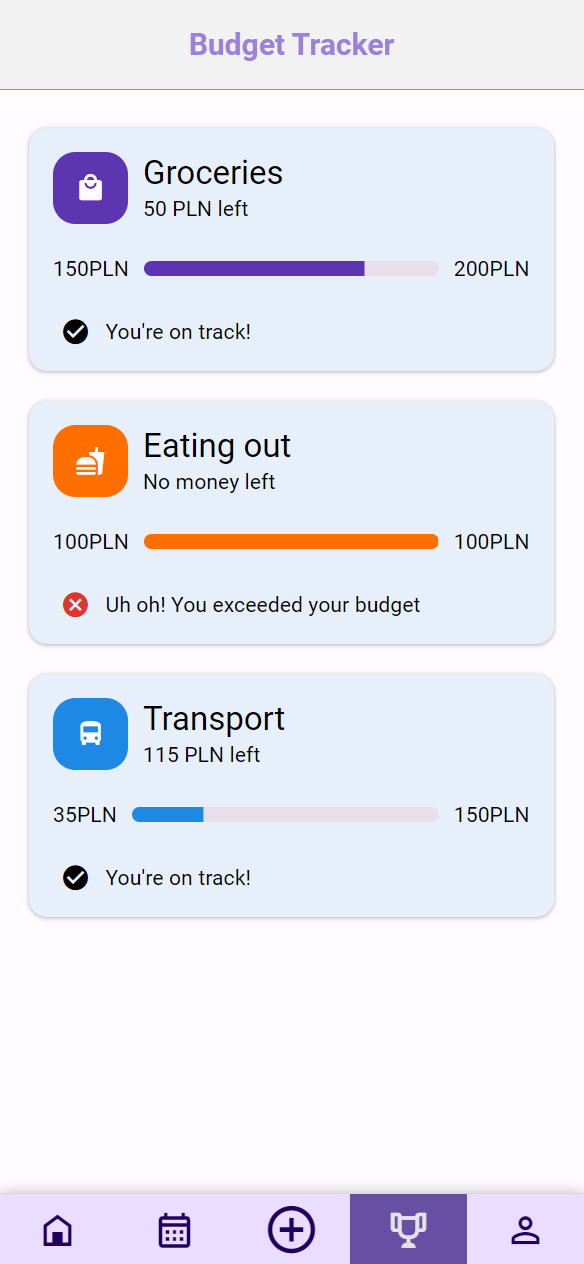 Budget Tracker
Groceries
50 PLN left
150PLN 200PLN
You're on track!
Eating out
No money left
100PLN 100PLN
Uh oh! You exceeded your budget
Transport
115 PLN left
35PLN 150PLN
You're on track!